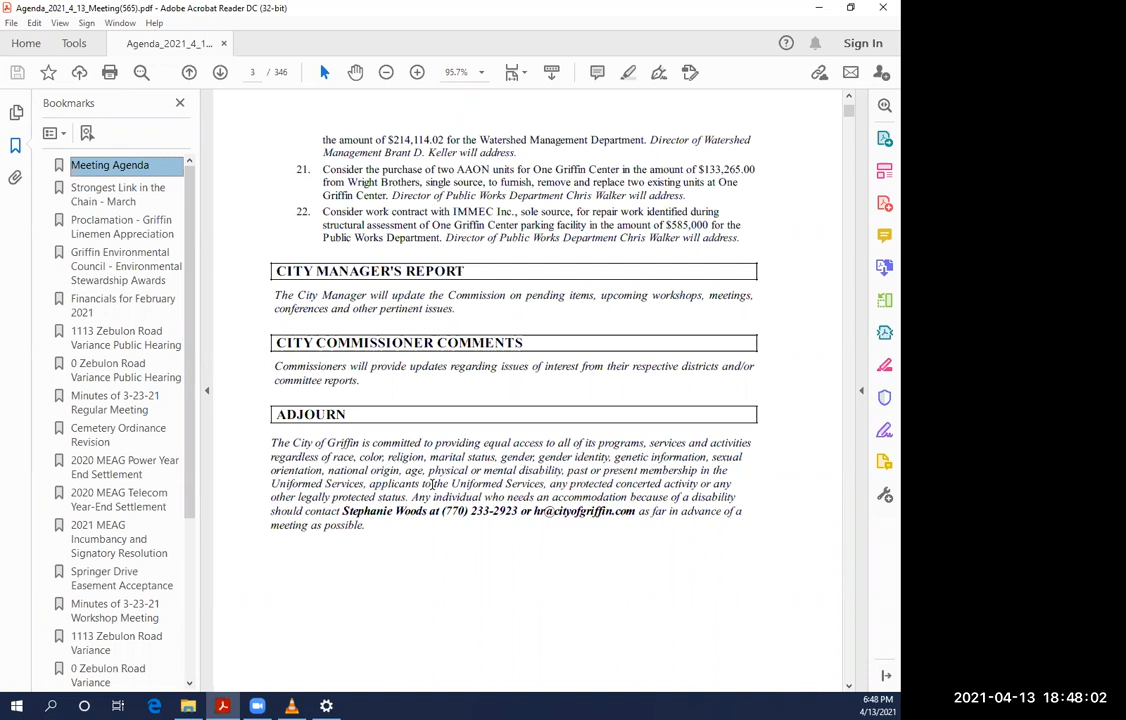 Agenda_2021_4_13_Meeting(565).pdf - Adobe Acrobat Reader DC (32-bit)
File Edit View Sign Window Help
Home Tools Agenda_2021_4_1... × Sign In
3 / 346 95.7%
Bookmarks
Meeting Agenda
Strongest Link in the
Chain - March
Proclamation - Griffin
Linemen Appreciation
Griffin Environmental
Council - Environmental
Stewardship Awards
Financials for February
2021
1113 Zebulon Road
Variance Public Hearing
0 Zebulon Road
Variance Public Hearing
Minutes of 3-23-21
Regular Meeting
Cemetery Ordinance
Revision
2020 MEAG Power Year
End Settlement
2020 MEAG Telecom
Year-End Settlement
2021 MEAG
Incumbancy and
Signatory Resolution
Springer Drive
Easement Acceptance
Minutes of 3-23-21
Workshop Meeting
1113 Zebulon Road
Variance
0 Zebulon Road
Variance
the amount of $214,114.02 for the Watershed Management Department. Director of Watershed
Management Brant D. Keller will address.
21. Consider the purchase of two AAON units for One Griffin Center in the amount of $133,265.00
from Wright Brothers, single source, to furnish, remove and replace two existing units at One
Griffin Center. Director of Public Works Department Chris Walker will address.
22. Consider work contract with IMMEC Inc., sole source, for repair work identified during
structural assessment of One Griffin Center parking facility in the amount of $585,000 for the
Public Works Department. Director of Public Works Department Chris Walker will address.
CITY MANAGER'S REPORT
The City Manager will update the Commission on pending items, upcoming workshops, meetings,
conferences and other pertinent issues.
CITY COMMISSIONER COMMENTS
Commissioners will provide updates regarding issues of interest from their respective districts and/or
committee reports.
ADJOURN
The City of Griffin is committed to providing equal access to all of its programs, services and activities
regardless of race, color, religion, marital status, gender, gender identity, genetic information, sexual
orientation, national origin, age, physical or mental disability, past or present membership in the
Uniformed Services, applicants to the Uniformed Services, any protected concerted activity or any
other legally protected status. Any individual who needs an accommodation because of a disability
should contact Stephanie Woods at (770) 233-2923 or hr@cityofgriffin.com as far in advance of a
meeting as possible.
6:48 PM
4/13/2021
2021-04-13 18:48:02